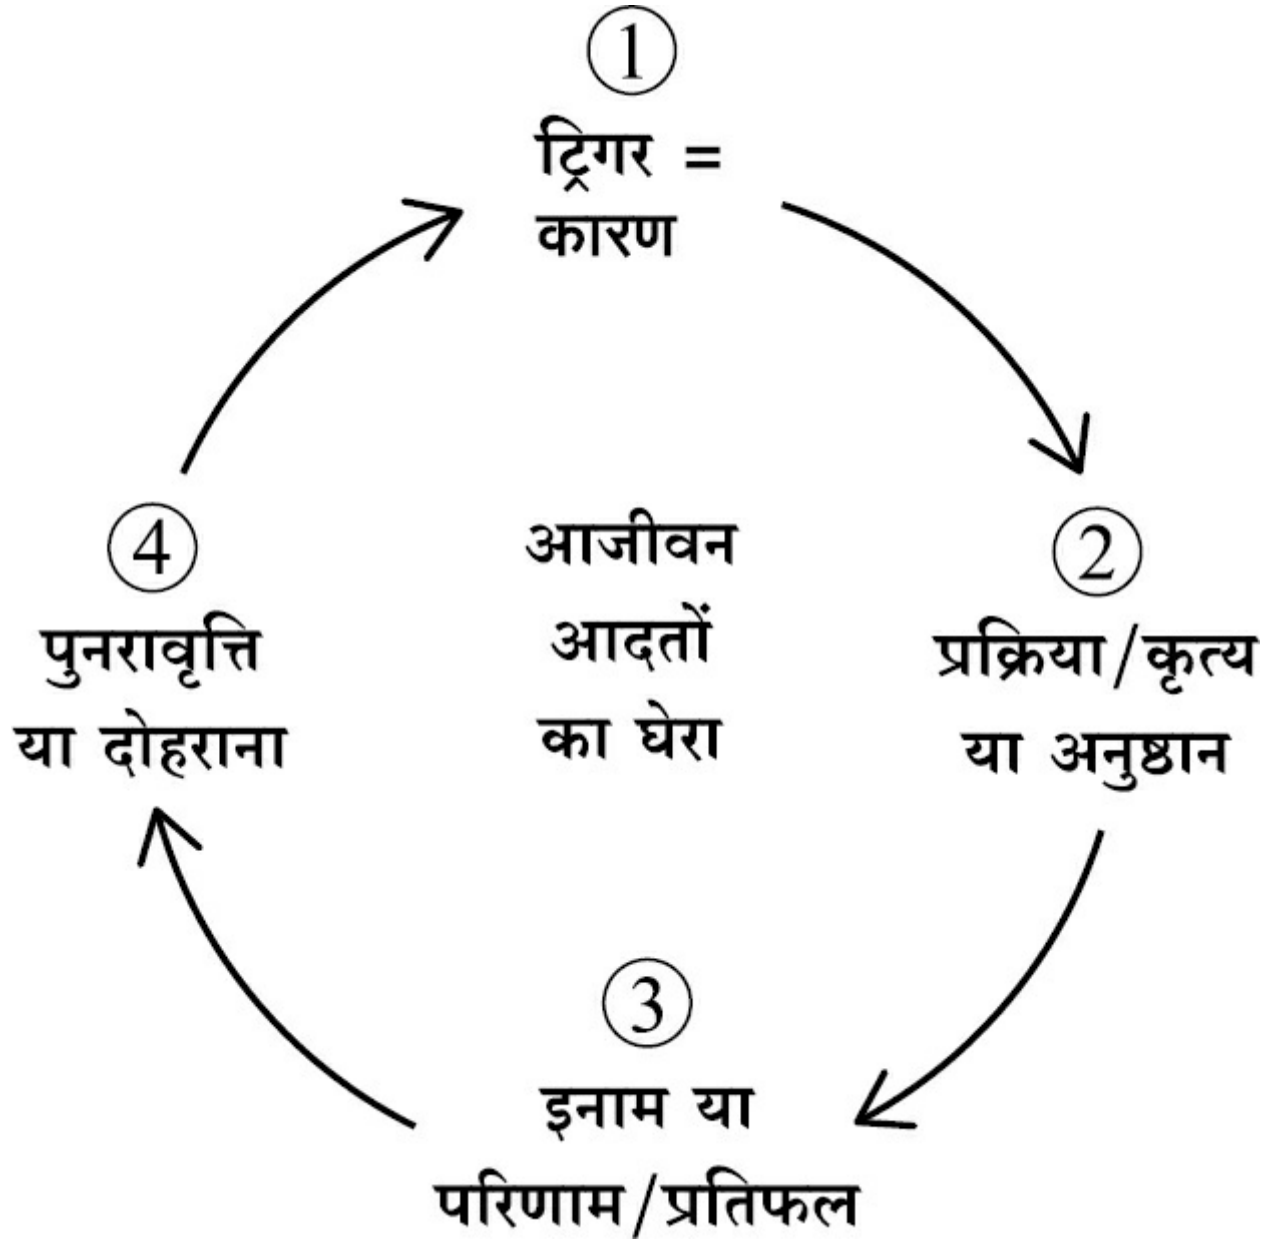 ①
ट्रिगर =
कारण
②
प्रक्रिया/कृत्य
या अनुष्ठान
③
इनाम या
परिणाम/प्रतिफल
④
पुनरावृत्ति
या दोहराना
आजीवन
आदतों
का घेरा